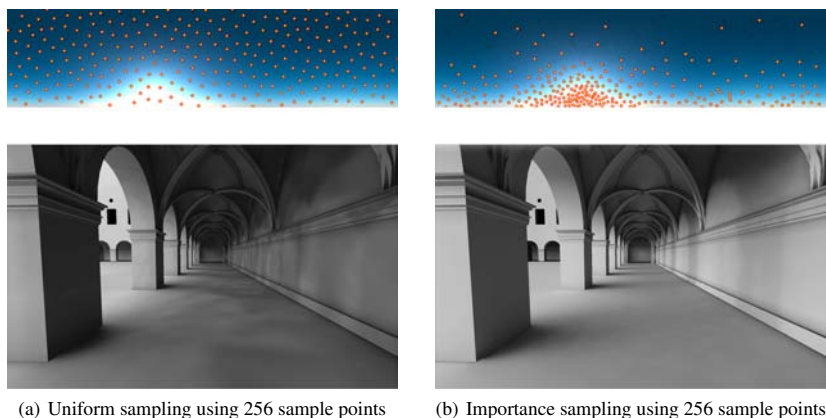 (a) Uniform sampling using 256 sample points
(b) Importance sampling using 256 sample points